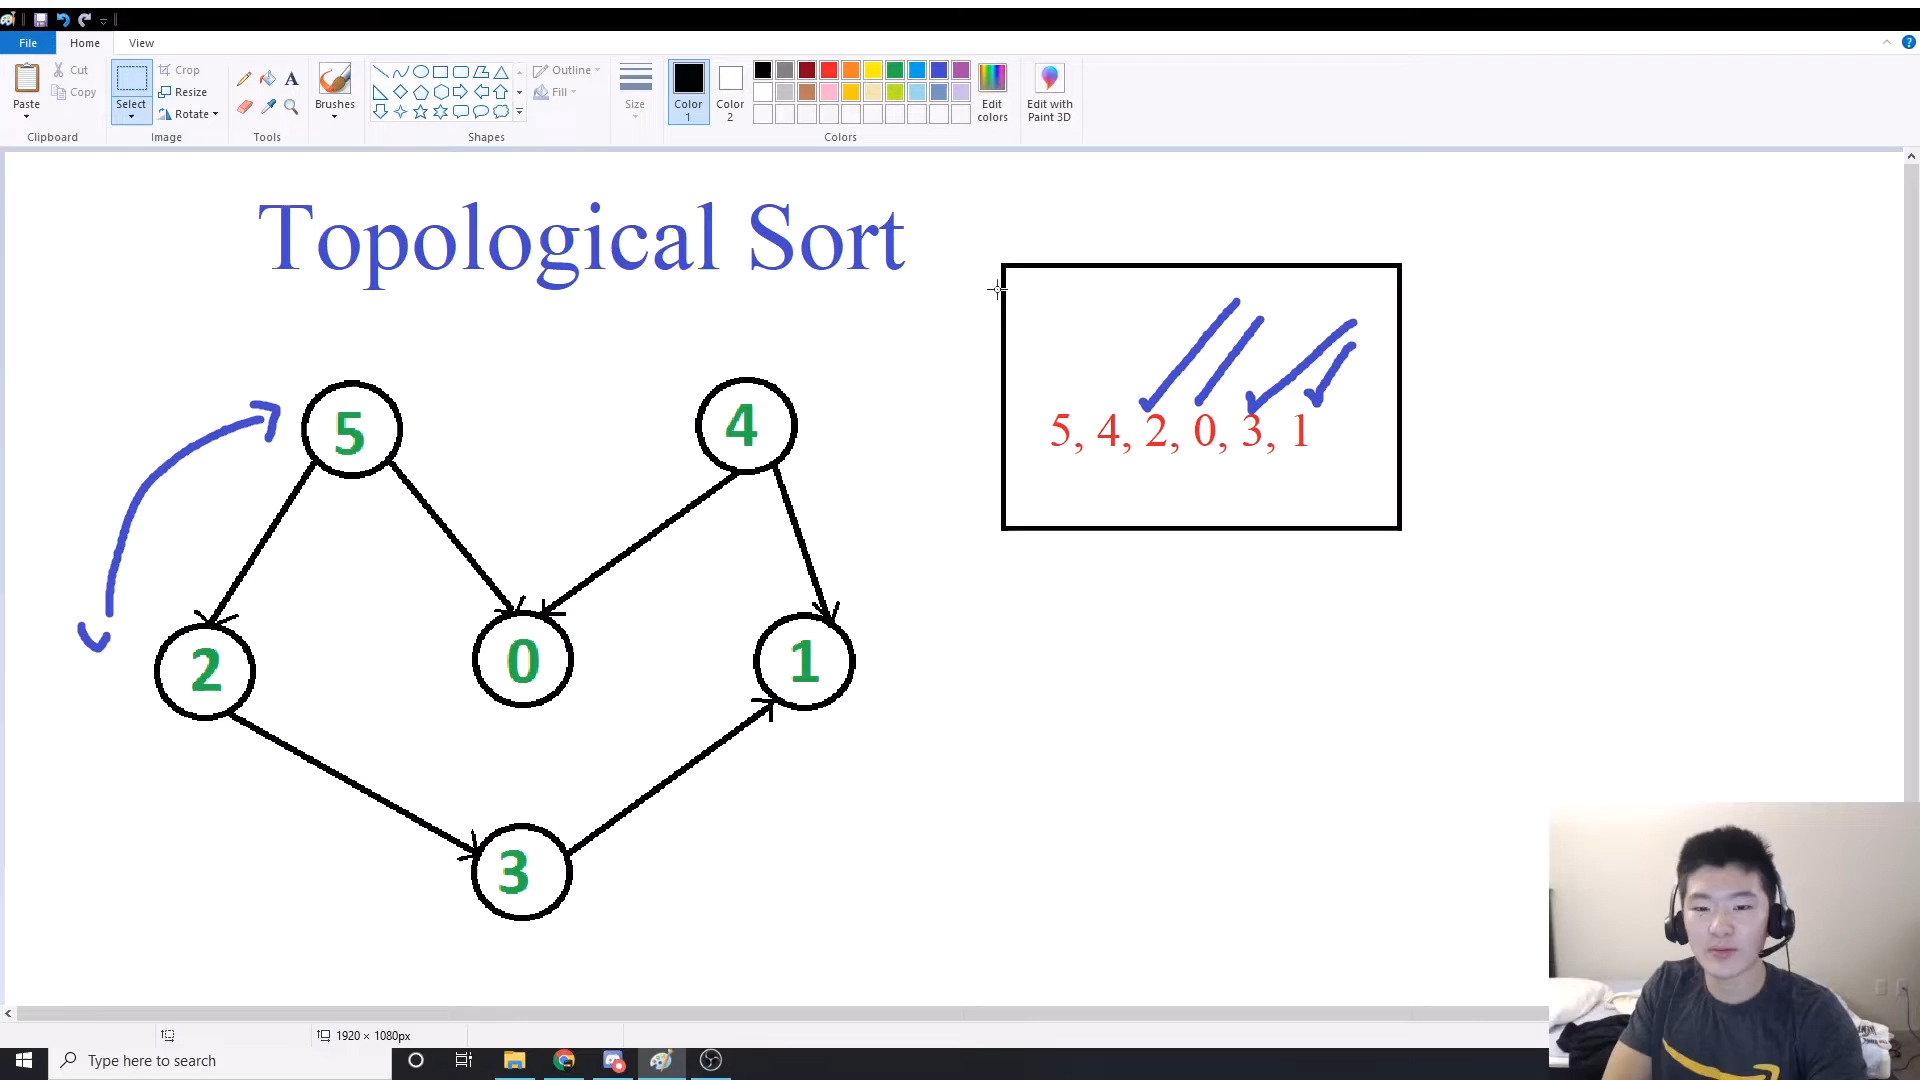 File Home View
Paste
Cut
Copy
Clipboard
Select
Crop
Resize
Rotate
Image
Tools
Brushes
Shapes
Outline
Fill
Size
Color 1
Color 2
Edit colors
Colors
Edit with Paint 3D
Topological Sort
5 4
5, 4, 2, 0, 3, 1
2 0 1
3
1920 × 1080px
Type here to search